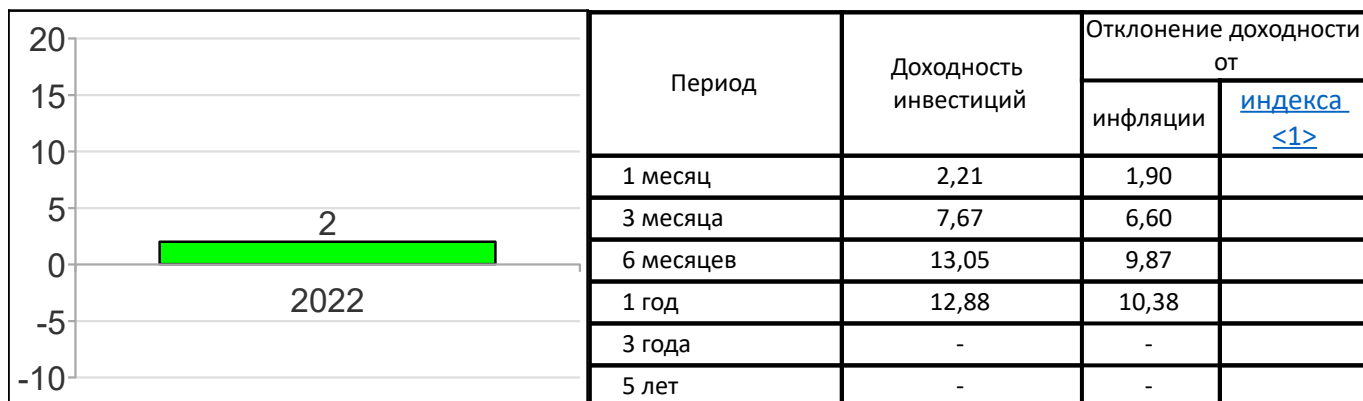 20
15
10
5
0
-5
-10
2
2022
Период
Доходность
инвестиций
Отклонение доходности
от
инфляции
индекса
<1>
1 месяц 2,21 1,90
3 месяца 7,67 6,60
6 месяцев 13,05 9,87
1 год 12,88 10,38
3 года - -
5 лет - -